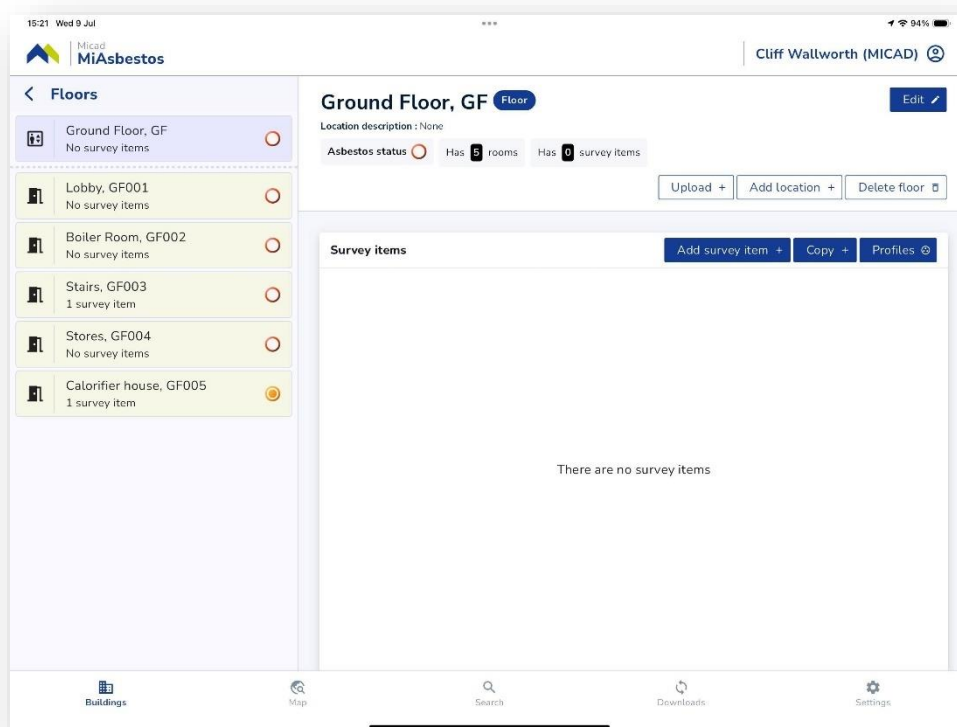 15:21 Wed 9 Jul
94%
Micad
MiAsbestos
Cliff Wallworth (MICAD)
Floors
Ground Floor, GF
No survey items
Lobby, GF001
No survey items
Boiler Room, GF002
No survey items
Stairs, GF003
1 survey item
Stores, GF004
No survey items
Calorifier house, GF005
1 survey item
Ground Floor, GF Floor
Edit
Location description : None
Asbestos status Has 5 rooms Has 0 survey items
Upload + Add location + Delete floor
Survey items Add survey item + Copy + Profiles
There are no survey items
Buildings Map Search Downloads Settings